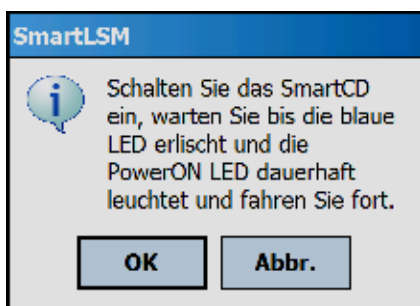 SmartLSM
Schalten Sie das SmartCD
ein, warten Sie bis die blaue
LED erlischt und die
PowerON LED dauerhaft
leuchtet und fahren Sie fort.
OK Abbr.